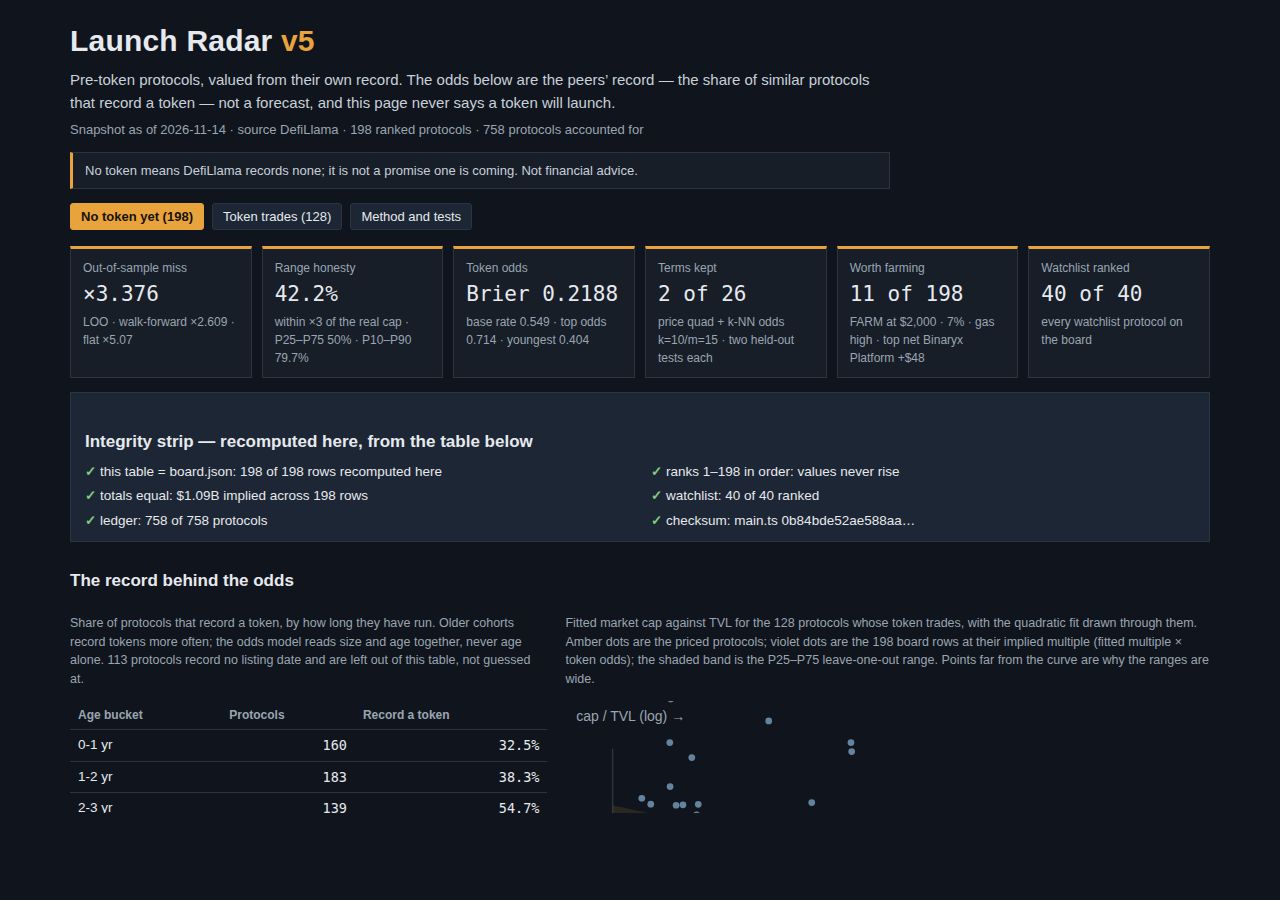 Launch Radar v5
Pre-token protocols, valued from their own record. The odds below are the peers’ record — the share of similar protocols
that record a token — not a forecast, and this page never says a token will launch.
Snapshot as of 2026-11-14 · source DefiLlama · 198 ranked protocols · 758 protocols accounted for
No token means DefiLlama records none; it is not a promise one is coming. Not financial advice.
No token yet (198)
Token trades (128)
Method and tests
Out-of-sample miss
×3.376
LOO · walk-forward ×2.609 ·
flat ×5.07
Range honesty
42.2%
within ×3 of the real cap ·
P25–P75 50% · P10–P90
79.7%
Token odds
Brier 0.2188
base rate 0.549 · top odds
0.714 · youngest 0.404
Terms kept
2 of 26
price quad + k-NN odds
k=10/m=15 · two held-out
tests each
Worth farming
11 of 198
FARM at $2,000 · 7% · gas
high · top net Binaryx
Platform +$48
Watchlist ranked
40 of 40
every watchlist protocol on
the board
Integrity strip — recomputed here, from the table below
✓ this table = board.json: 198 of 198 rows recomputed here
✓ ranks 1–198 in order: values never rise
✓ totals equal: $1.09B implied across 198 rows
✓ watchlist: 40 of 40 ranked
✓ ledger: 758 of 758 protocols
✓ checksum: main.ts 0b84bde52ae588aa…
The record behind the odds
Share of protocols that record a token, by how long they have run. Older cohorts
record tokens more often; the odds model reads size and age together, never age
alone. 113 protocols record no listing date and are left out of this table, not guessed
at.
Age bucket Protocols Record a token
0-1 yr 160 32.5%
1-2 yr 183 38.3%
2-3 yr 139 54.7%
Fitted market cap against TVL for the 128 protocols whose token trades, with the quadratic fit drawn through them.
Amber dots are the priced protocols; violet dots are the 198 board rows at their implied multiple (fitted multiple ×
token odds); the shaded band is the P25–P75 leave-one-out range. Points far from the curve are why the ranges are
wide.
cap / TVL (log) →